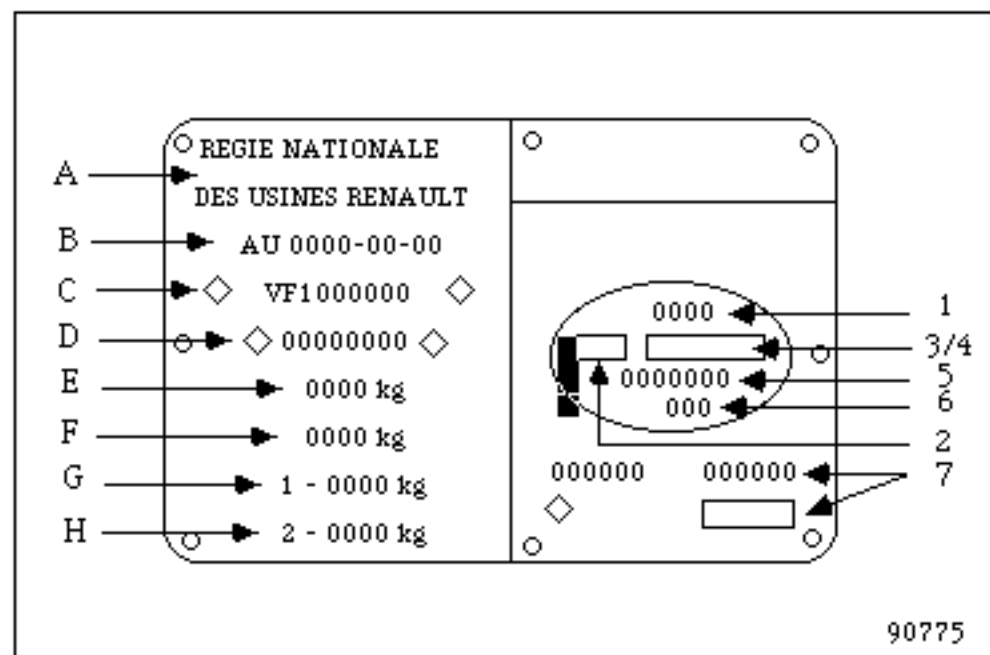 REGIE NATIONALE
A
DES USINES RENAULT
B AU 0000-00-00
C VF1000000
D 00000000
E 0000 kg
F 0000 kg
G 1 - 0000 kg
H 2 - 0000 kg
0000 1
3/4
0000000 5
000 6
2
000000 000000 7
90775